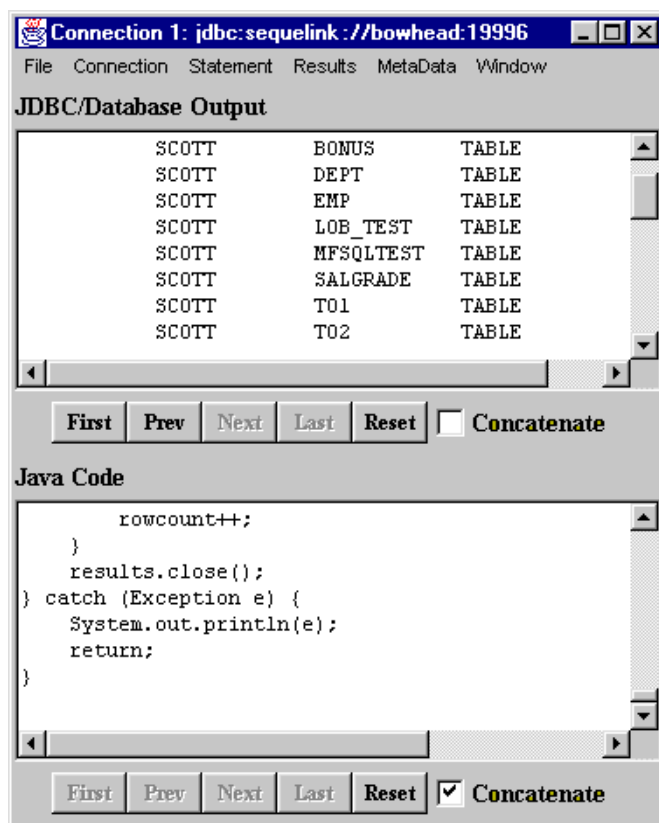 Connection 1: jdbc:sequelink://bowhead:19996
File Connection Statement Results MetaData Window
JDBC/Database Output
SCOTT BONUS TABLE
SCOTT DEPT TABLE
SCOTT EMP TABLE
SCOTT LOB_TEST TABLE
SCOTT MFSQLTEST TABLE
SCOTT SALGRADE TABLE
SCOTT TO1 TABLE
SCOTT TO2 TABLE
First Prev Next Last Reset Concatenate
Java Code
rowcount++;
}
results.close();
} catch (Exception e) {
System.out.println(e);
return;
}
First Prev Next Last Reset Concatenate